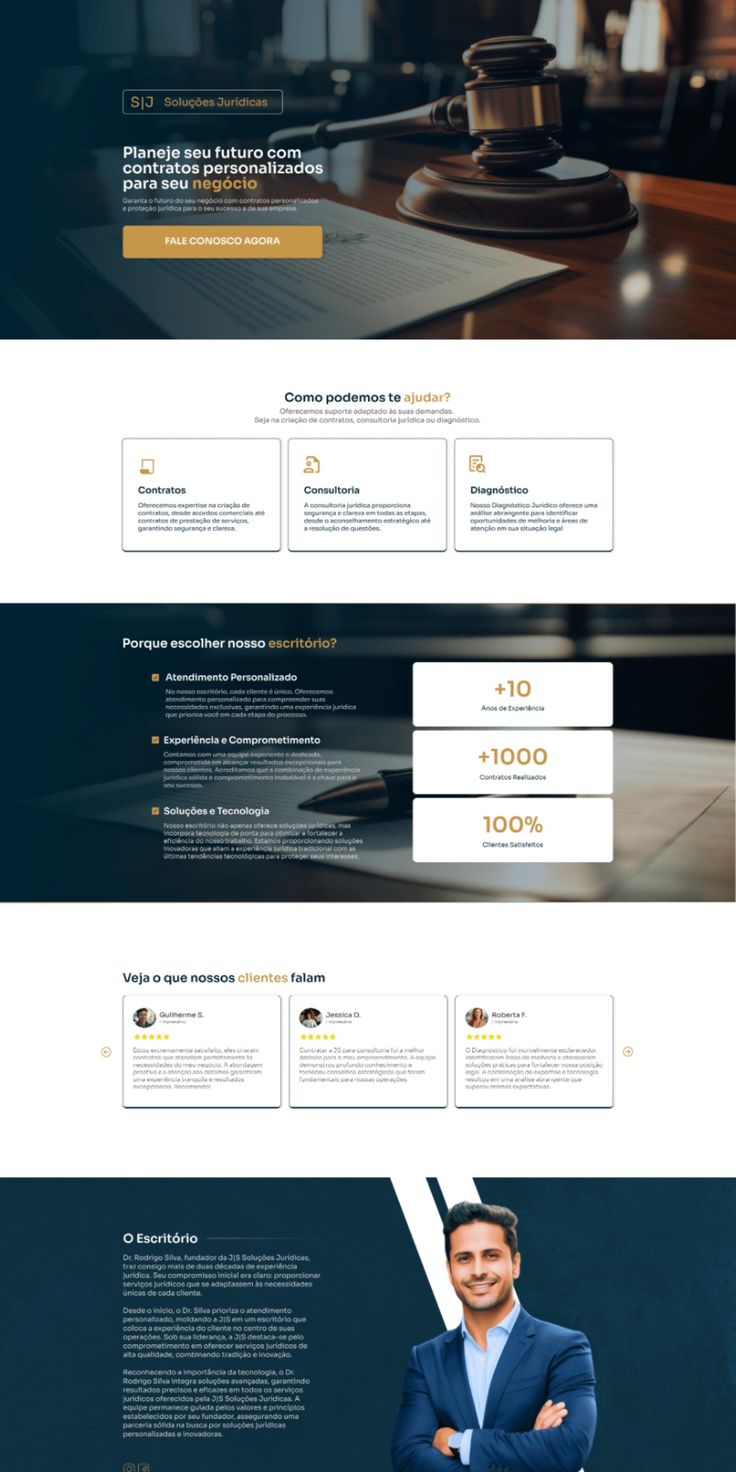 S|J Soluções Jurídicas
Planeje seu futuro com
contratos personalizados
para seu negócio
Garanta o futuro do seu negócio com contratos personalizados
e proteção jurídica para o seu sucesso e de sua empresa.
FALE CONOSCO AGORA
Como podemos te ajudar?
Oferecemos suporte adaptado às suas demandas.
Seja na criação de contratos, consultoria jurídica ou diagnóstico.
Contratos
Oferecemos expertise na criação de
contratos, desde acordos comerciais até
contratos de prestação de serviços,
garantindo segurança e clareza.
Consultoria
A consultoria jurídica proporciona
segurança e clareza em todas as etapas,
desde o aconselhamento estratégico até
a resolução de questões.
Diagnóstico
Nosso Diagnóstico Jurídico oferece uma
análise abrangente para identificar
oportunidades de melhoria e áreas de
atenção em sua situação legal
Porque escolher nosso escritório?
Atendimento Personalizado
No nosso escritório, cada cliente é único. Oferecemos
atendimento personalizado para compreender suas
necessidades exclusivas, garantindo uma experiência jurídica
que prioriza você em cada etapa do processo.
Experiência e Comprometimento
Contamos com uma equipe experiente e dedicada,
comprometida em alcançar resultados excepcionais para
nossos clientes. Acreditamos que a combinação de experiência
jurídica sólida e comprometimento inabalável é a chave para o
seu sucesso.
Soluções e Tecnologia
Nosso escritório não apenas oferece soluções jurídicas, mas
incorpora tecnologia de ponta para otimizar e fortalecer a
eficiência do nosso trabalho. Estamos proporcionando soluções
inovadoras que aliam a experiência jurídica tradicional com as
últimas tendências tecnológicas para proteger seus interesses.
+10
Anos de Experiência
+1000
Contratos Realizados
100%
Clientes Satisfeitos
Veja o que nossos clientes falam
Guilherme S.
Empresário
Estou extremamente satisfeito, eles criaram
contratos que atendem perfeitamente às
necessidades do meu negócio. A abordagem
proativa e a atenção aos detalhes garantiram
uma experiência tranquila e resultados
excepcionais. Recomendo!
Jessica D.
Empresária
Contratar a JS para consultoria foi a melhor
decisão para o meu empreendimento. A equipe
demonstrou profundo conhecimento e
forneceu conselhos estratégicos que foram
fundamentais para nossas operações.
Roberta F.
Empresária
O Diagnóstico foi incrivelmente esclarecedor.
Identificaram áreas de melhoria e ofereceram
soluções práticas para fortalecer nossa posição
legal. A combinação de expertise e tecnologia
resultou em uma análise abrangente que
superou minhas expectativas.
O Escritório
Dr. Rodrigo Silva, fundador da J|S Soluções Jurídicas,
traz consigo mais de duas décadas de experiência
jurídica. Seu compromisso inicial era claro: proporcionar
serviços jurídicos que se adaptassem às necessidades
únicas de cada cliente.
Desde o início, o Dr. Silva prioriza o atendimento
personalizado, moldando a J|S em um escritório que
coloca a experiência do cliente no centro de suas
operações. Sob sua liderança, a J|S destaca-se pelo
comprometimento em oferecer serviços jurídicos de
alta qualidade, combinando tradição e inovação.
Reconhecendo a importância da tecnologia, o Dr.
Rodrigo Silva integra soluções avançadas, garantindo
resultados precisos e eficazes em todos os serviços
jurídicos oferecidos pela J|S Soluções Jurídicas. A
equipe permanece guiada pelos valores e princípios
estabelecidos por seu fundador, assegurando uma
parceria sólida na busca por soluções jurídicas
personalizadas e inovadoras.